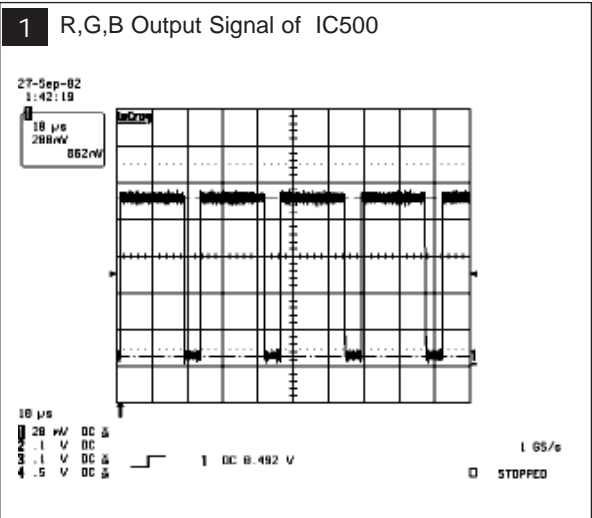 1 R,G,B Output Signal of IC500
27-Sep-02
1:42:19
10 µs
200mV
862mV
LeCroy
1
10 µs
1 20 mV DC
2 .1 V DC
3 .1 V DC
4 .5 V DC
1 DC 0.492 V
1 GS/s
STOPPED